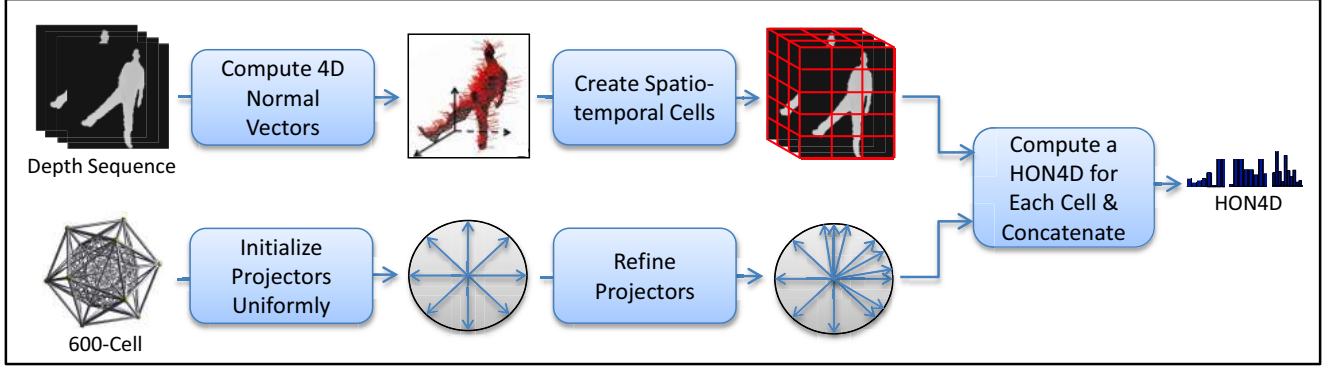 Compute 4D
Normal
Vectors
Create Spatio-
temporal Cells
Depth Sequence
Compute a
HON4D for
Each Cell &
Concatenate
HON4D
Initialize
Projectors
Uniformly
Refine
Projectors
600-Cell